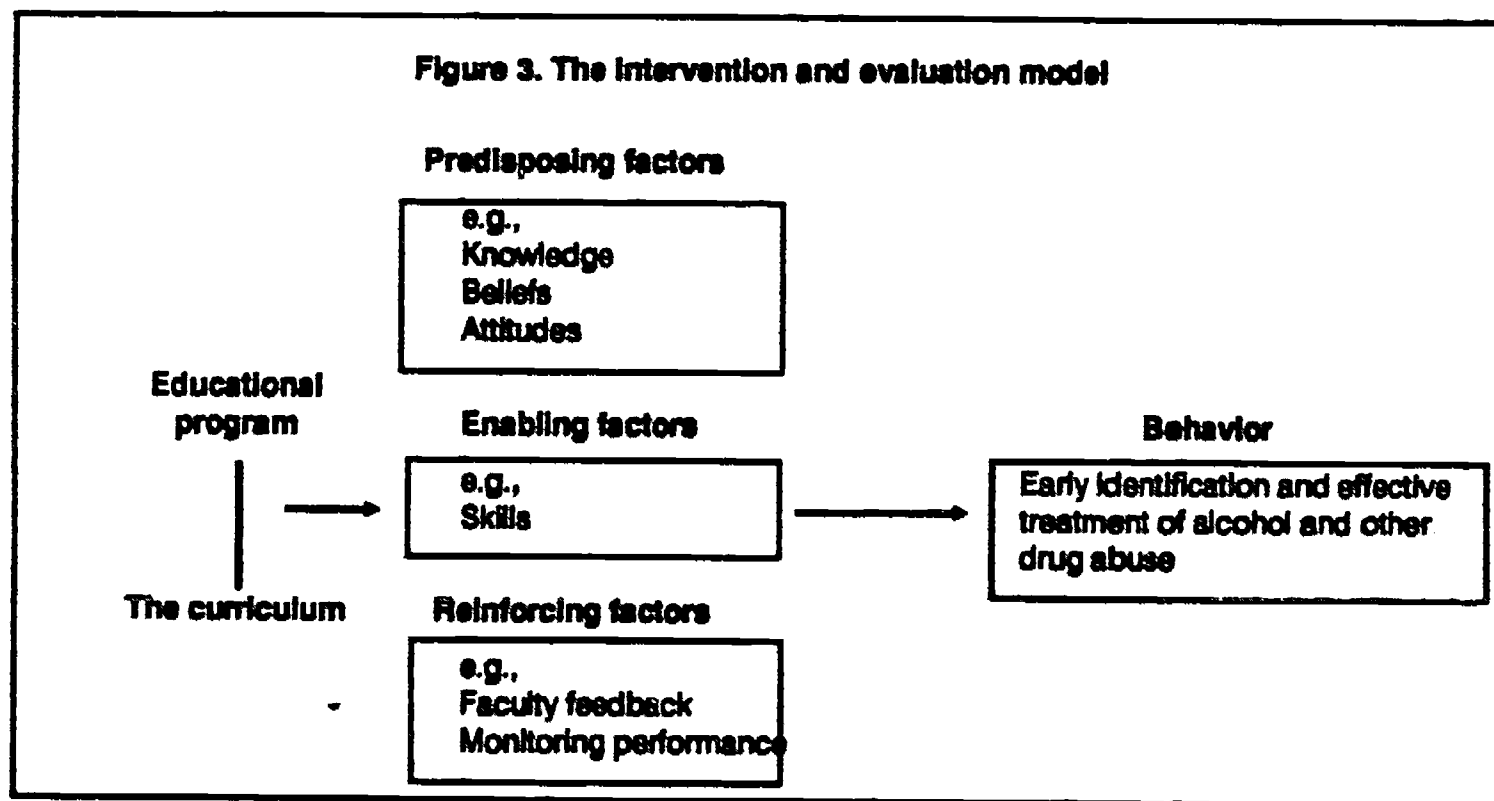 Figure 3. The intervention and evaluation model
Predisposing factors
e.g.,
Knowledge
Beliefs
Attitudes
Educational
program
The curriculum
Enabling factors
e.g.,
Skills
Reinforcing factors
e.g.,
Faculty feedback
Monitoring performance
Behavior
Early identification and effective
treatment of alcohol and other
drug abuse